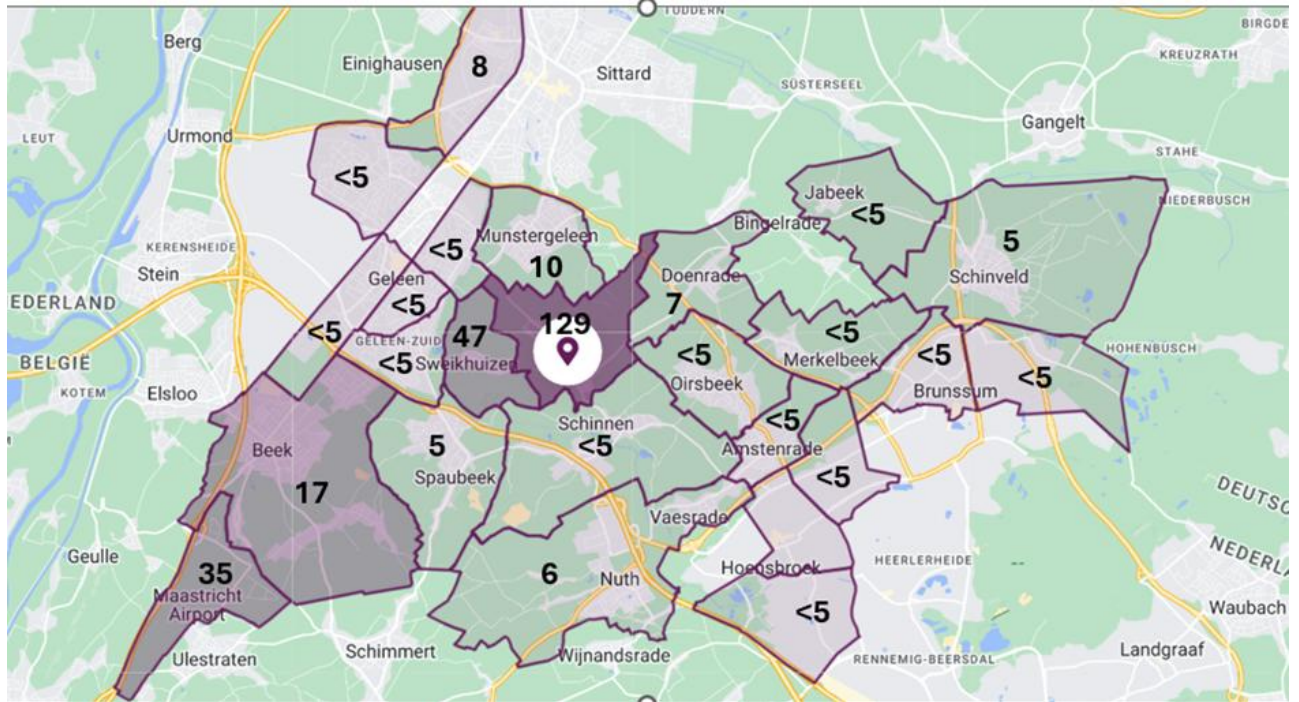 TUDDERN
BIRGDE
Berg
8
Einighausen
Sittard
KREUZRATH
SÜSTERSEEL
LEUT
Urmond
Gangelt
STAHE
<5
Jabeek
<5
NIEDERBUSCH
Bingelrade
Munstergeleen
KERENSHEIDE
<5
5
Stein
Geleen
10
Doenrade
Schinveld
EDERLAND
<5
7
<5
129
<5
47
GELEEN-ZUID
<5
Sweikhuizen
<5
Merkelbeek
<5
HOHENBUSCH
BELGIË
<5
Oirsbeek
Brunssum
KOTEM
Elsloo
Schinnen
<5
<5
Beek
5
Amstenrade
Spaubeek
<5
17
DEUTSC
Vaesrade
NEDERLA
Geulle
35
6
Nuth
Hoensbroek
HEERLERHEIDE
Maastricht
Airport
<5
Waubach
Ulestraten
Schimmert
Wijnandsrade
RENNEMIG-BEERSDAL
Landgraaf